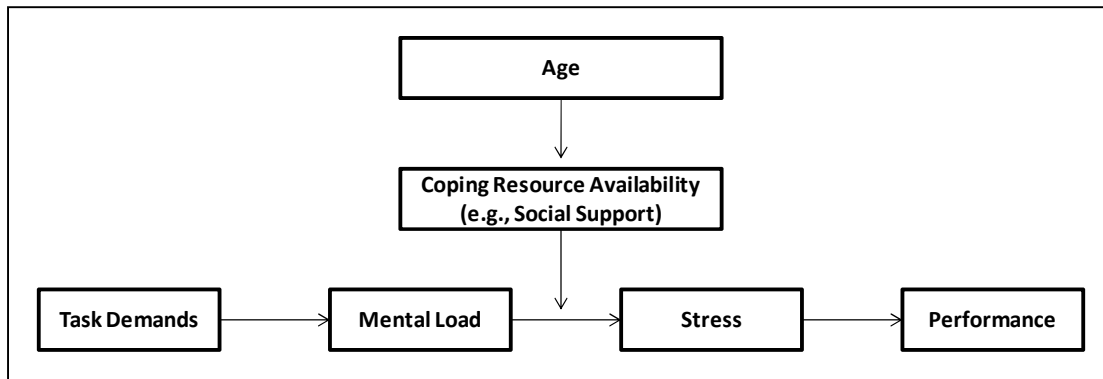 Age
Coping Resource Availability
(e.g., Social Support)
Task Demands
Mental Load
Stress
Performance